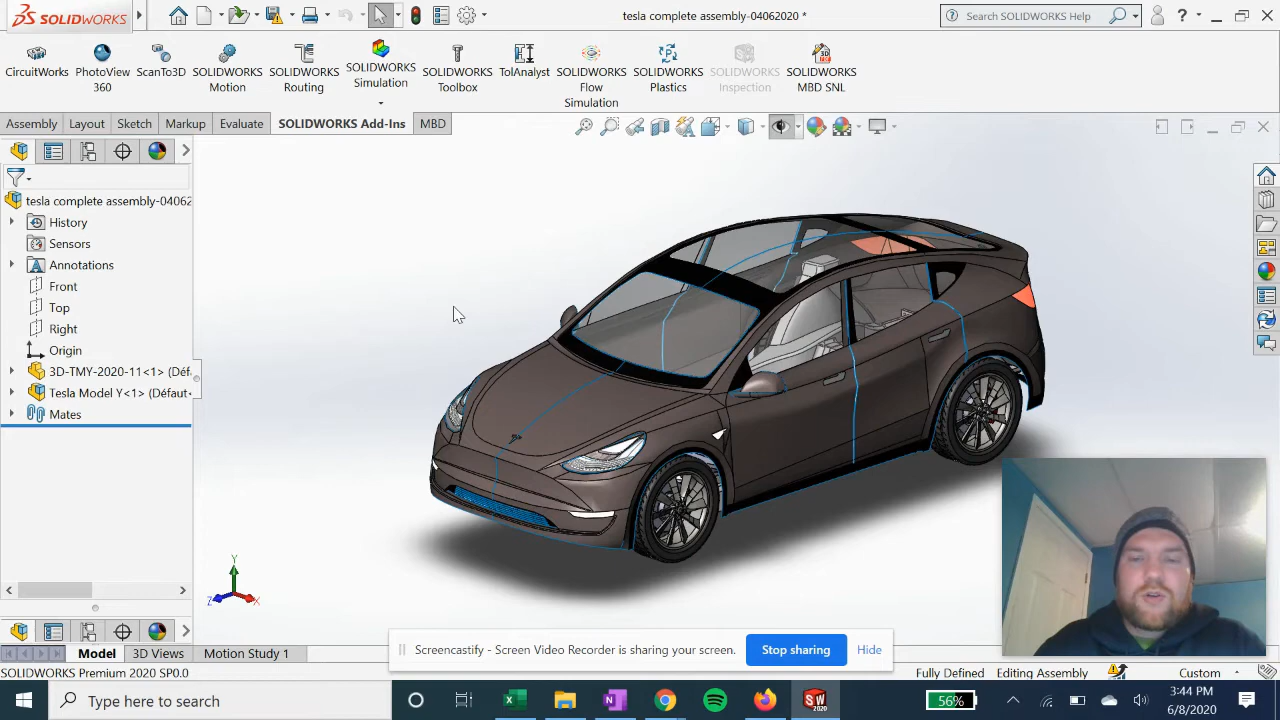 SOLIDWORKS
tesla complete assembly-04062020 *
Search SOLIDWORKS Help
?
CircuitWorks
PhotoView
360
ScanTo3D
SOLIDWORKS
Motion
SOLIDWORKS
Routing
SOLIDWORKS
Simulation
SOLIDWORKS
Toolbox
TolAnalyst
SOLIDWORKS
Flow
Simulation
SOLIDWORKS
Plastics
SOLIDWORKS
Inspection
SOLIDWORKS
MBD SNL
Assembly
Layout
Sketch
Markup
Evaluate
SOLIDWORKS Add-Ins
MBD
tesla complete assembly-04062
History
Sensors
Annotations
Front
Top
Right
Origin
3D-TMY-2020-11<1> (Déf
Tesla Model Y<1> (Défaut
Mates
Y
Z
X
Screencastify - Screen Video Recorder is sharing your screen.
Stop sharing
Hide
Model
3D Views
Motion Study 1
SOLIDWORKS Premium 2020 SP0.0
Fully Defined
Editing Assembly
Custom
Type here to search
56%
3:44 PM
6/8/2020